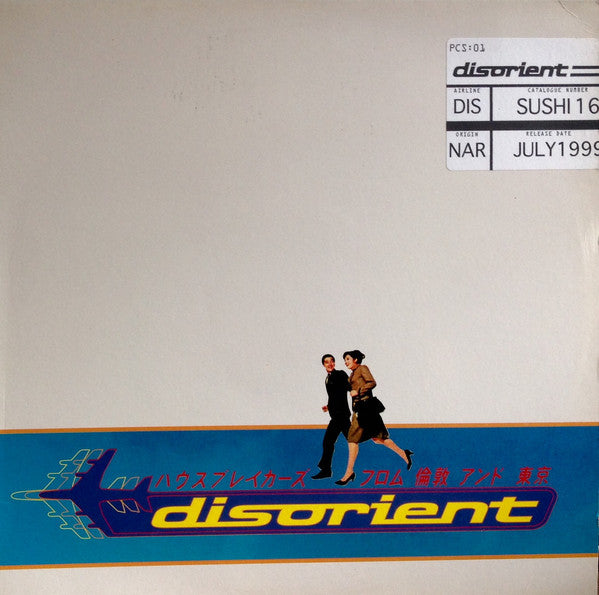 PCS:01
disorient
AIRLINE
CATALOGUE NUMBER
DIS
SUSHI 16
ORIGIN
RELEASE DATE
NAR
JULY1999
ハウスブレイカーズ フロム 倫敦 アンド 東京
disorient